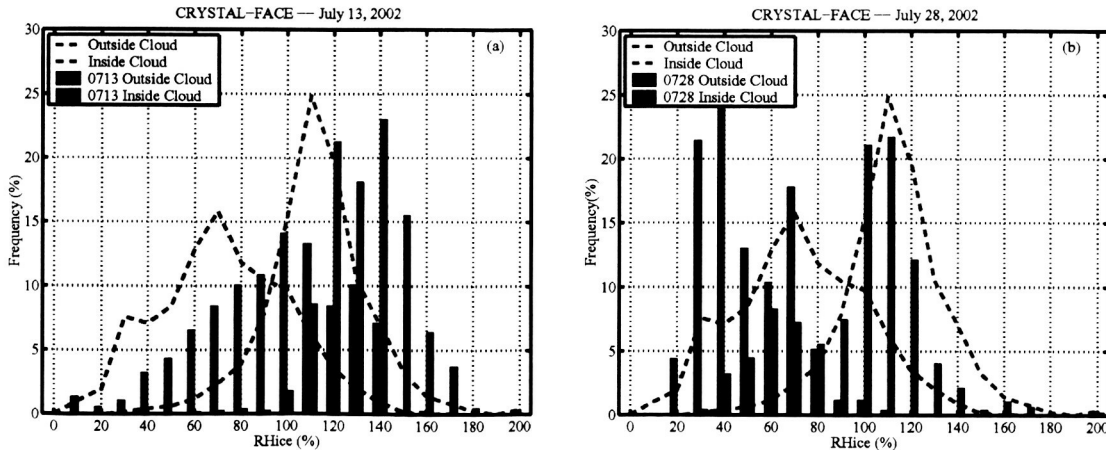 CRYSTAL-FACE –– July 13, 2002
(a)
Outside Cloud
Inside Cloud
0713 Outside Cloud
0713 Inside Cloud
30
25
20
15
10
5
0
Frequency (%)
0 20 40 60 80 100 120 140 160 180 200
RHice (%)
CRYSTAL-FACE –– July 28, 2002
(b)
Outside Cloud
Inside Cloud
0728 Outside Cloud
0728 Inside Cloud
30
25
20
15
10
5
0
Frequency(%)
0 20 40 60 80 100 120 140 160 180 200
RHice (%)